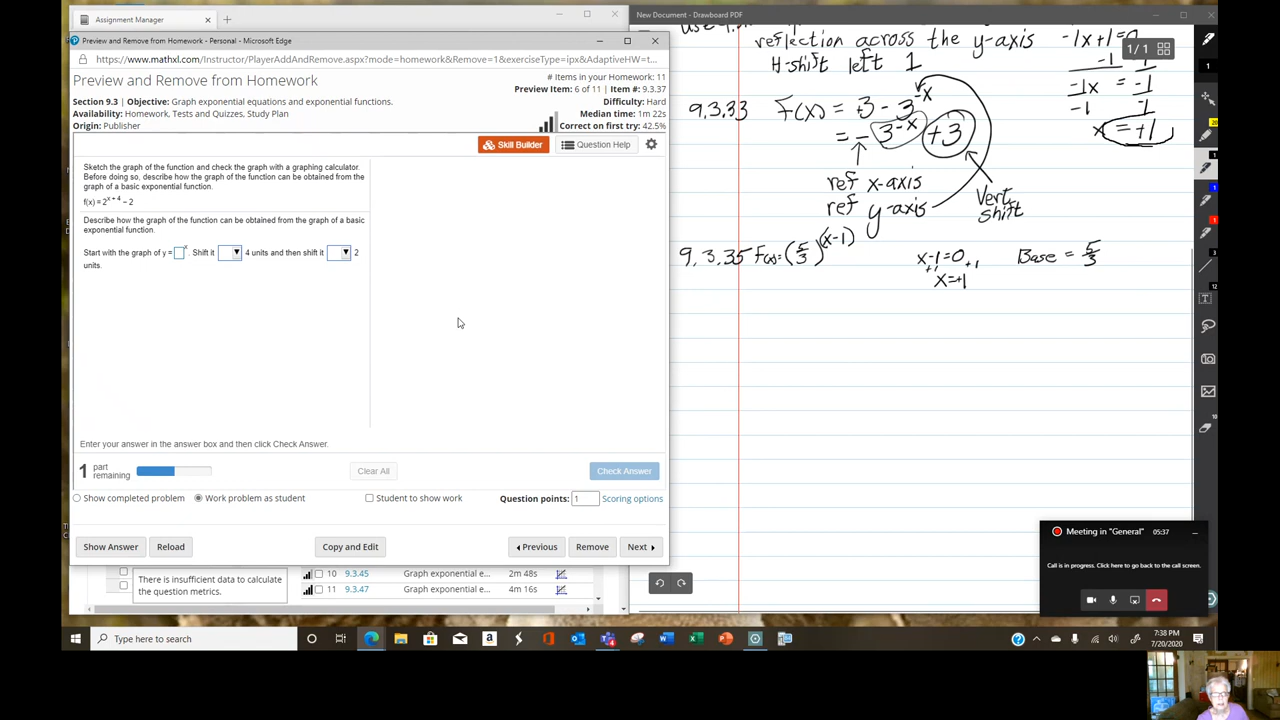 Assignment Manager
New Document - Drawboard PDF
Preview and Remove from Homework - Personal - Microsoft Edge
https://www.mathxl.com/Instructor/PlayerAddAndRemove.aspx?mode=homework&Remove=1&exerciseType=ipx&AdaptiveHW=t...
Preview and Remove from Homework
# Items in your Homework: 11
Preview Item: 6 of 11 | Item #: 9.3.37
Section 9.3 | Objective: Graph exponential equations and exponential functions.
Difficulty: Hard
Availability: Homework, Tests and Quizzes, Study Plan
Median time: 1m 22s
Origin: Publisher
Correct on first try: 42.5%
Skill Builder
Question Help
Sketch the graph of the function and check the graph with a graphing calculator.
Before doing so, describe how the graph of the function can be obtained from the
graph of a basic exponential function.
f(x) = 2^(x + 4) − 2
Describe how the graph of the function can be obtained from the graph of a basic
exponential function.
Start with the graph of y = ^x. Shift it 4 units and then shift it 2
units.
Enter your answer in the answer box and then click Check Answer.
1 part
remaining
Clear All
Check Answer
Show completed problem
Work problem as student
Student to show work
Question points: 1
Scoring options
Show Answer
Reload
Copy and Edit
Previous
Remove
Next
There is insufficient data to calculate
the question metrics.
10 9.3.45 Graph exponential e... 2m 48s
11 9.3.47 Graph exponential e... 4m 16s
reflection across the y-axis
H-shift left 1
-1x+1=0
-1 -1
-1x = -1
-1 -1
x = +1
1/1
9.3.33 F(x) = 3 - 3^-x
= - 3^-x +3
ref x-axis
ref y-axis
Vert
shift
9.3.35 F(x) = (5/3)^(x-1)
x-1=0
+1 +1
x=+1
Base = 5/3
Meeting in "General" 05:37
Call is in progress. Click here to go back to the call screen.
Type here to search
7:38 PM
7/20/2020